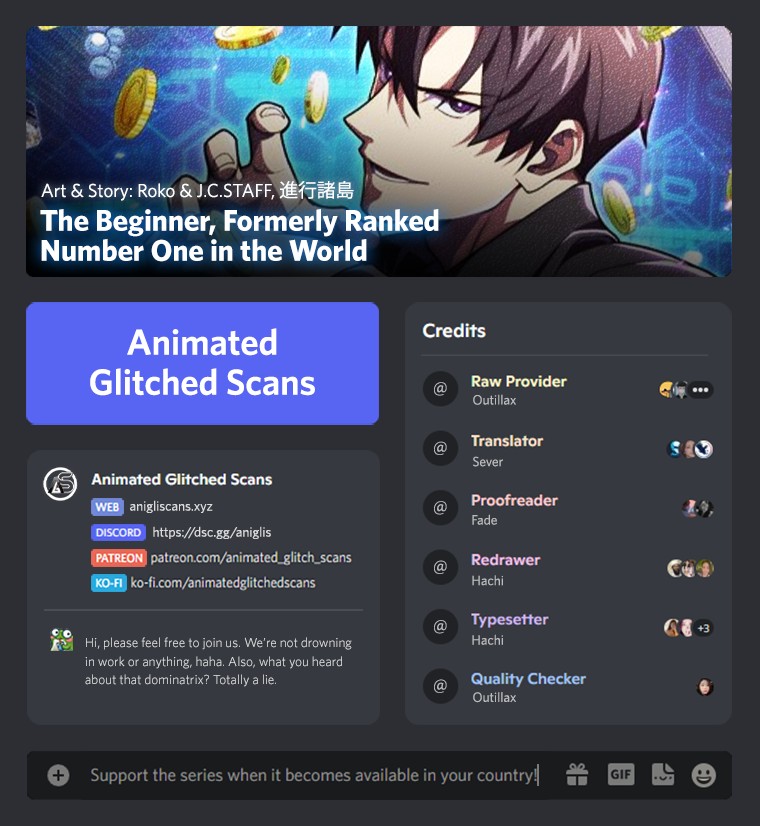 Art & Story: Roko & J.C.STAFF, 進行諸島
The Beginner, Formerly Ranked
Number One in the World
Animated
Glitched Scans
Animated Glitched Scans
WEB anigliscans.xyz
DISCORD https://dsc.gg/aniglis
PATREON patreon.com/animated_glitch_scans
KO-FI ko-fi.com/animatedglitchedscans
Hi, please feel free to join us. We're not drowning
in work or anything, haha. Also, what you heard
about that dominatrix? Totally a lie.
Credits
@ Raw Provider
Outillax
@ Translator
Sever
@ Proofreader
Fade
@ Redrawer
Hachi
@ Typesetter
Hachi
+3
@ Quality Checker
Outillax
Support the series when it becomes available in your country!
GIF